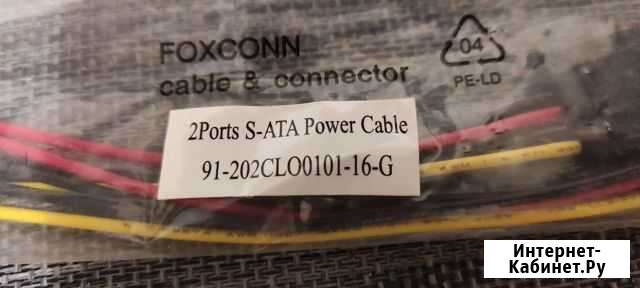 FOXCONN
cable & connector
04
PE-LD
2Ports S-ATA Power Cable
91-202CLO0101-16-G
Интернет-
Кабинет.Ру